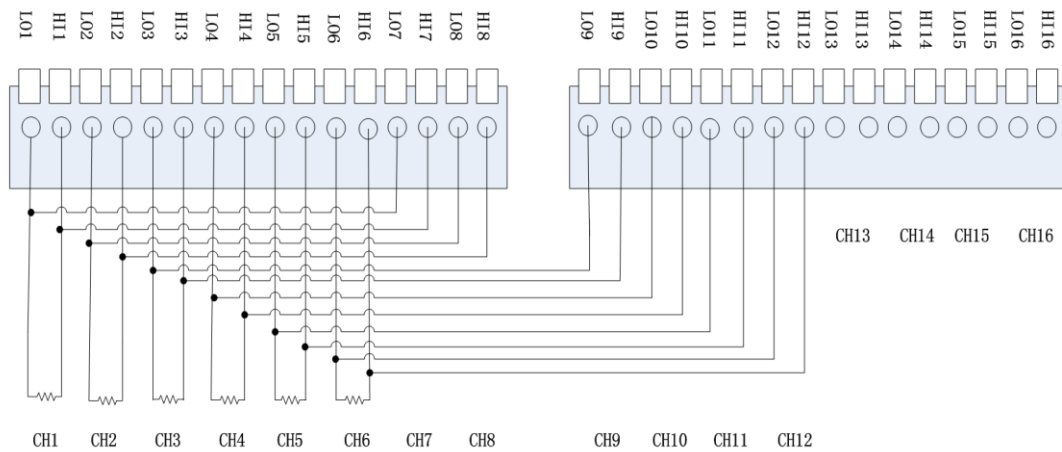 LO1 HI1 LO2 HI2 LO3 HI3 LO4 HI4 LO5 HI5 LO6 HI6 LO7 HI7 LO8 HI8
LO9 HI9 LO10 HI10 LO11 HI11 LO12 HI12 LO13 HI13 LO14 HI14 LO15 HI15 LO16 HI16
CH13 CH14 CH15 CH16
CH1 CH2 CH3 CH4 CH5 CH6 CH7 CH8
CH9 CH10 CH11 CH12